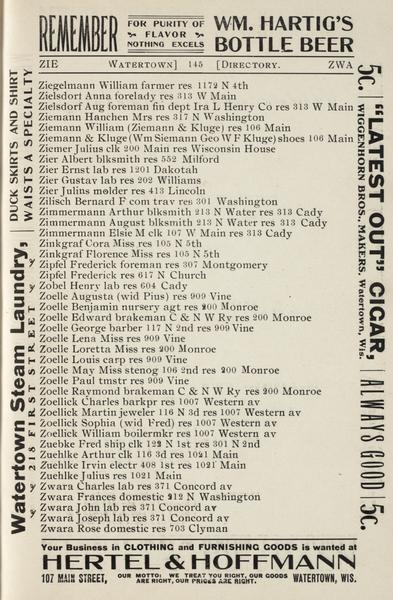 REMEMBER
FOR PURITY OF
FLAVOR
NOTHING EXCELS
WM. HARTIG'S
BOTTLE BEER
ZIE WATERTOWN] 145 [DIRECTORY. ZWA
Ziegelmann William farmer res 1172 N 4th
Zielsdorf Anna forelady res 313 W Main
Zielsdorf Aug foreman fin dept Ira L Henry Co res 313 W Main
Ziemann Hanchen Mrs res 317 N Washington
Ziemann William (Ziemann & Kluge) res 106 Main
Ziemann & Kluge (Wm Siemann Geo W F Kluge) shoes 106 Main
Ziener Julius clk 200 Main res Wisconsin House
Zier Albert blksmith res 552 Milford
Zier Ernst lab res 1201 Dakotah
Zier Gustav lab res 202 Williams
Zier Julius molder res 413 Lincoln
Zilisch Bernard F com trav res 301 Washington
Zimmermann Arthur blksmith 213 N Water res 313 Cady
Zimmermann August blksmith 213 N Water res 313 Cady
Zimmermann Elsie M clk 107 W Main res 313 Cady
Zinkgraf Cora Miss res 105 N 5th
Zinkgraf Florence Miss res 105 N 5th
Zipfel Frederick foreman res 307 Montgomery
Zipfel Frederick res 617 N Church
Zobel Henry lab res 604 Cady
Zoelle Augusta (wid Pius) res 909 Vine
Zoelle Benjamin nursery agt res 200 Monroe
Zoelle Edward brakeman C & N W Ry res 200 Monroe
Zoelle George barber 117 N 2nd res 909 Vine
Zoelle Lena Miss res 909 Vine
Zoelle Loretta Miss res 200 Monroe
Zoelle Louis carp res 909 Vine
Zoelle May Miss stenog 106 2nd res 200 Monroe
Zoelle Paul tmstr res 909 Vine
Zoelle Raymond brakeman C & N W Ry res 200 Monroe
Zoellick Charles barkpr res 1007 Western av
Zoellick Martin jeweler 116 N 3d res 1007 Western av
Zoellick Sophia (wid Fred) res 1007 Western av
Zoellick William boilermkr res 1007 Western av
Zuebke Fred ship clk 122 N 1st res 301 N 2nd
Zuehlke Arthur clk 116 3d res 1021 Main
Zuehlke Irvin electr 408 1st res 1021 Main
Zuehlke Julius res 1021 Main
Zwara Charles lab res 371 Concord av
Zwara Frances domestic 212 N Washington
Zwara John lab res 371 Concord av
Zwara Joseph lab res 371 Concord av
Zwara Rose domestic res 703 Clyman
Watertown Steam Laundry,
DUCK SKIRTS AND SHIRT
WAISTS A SPECIALTY
218 FIRST STREET
5c. "LATEST OUT" CIGAR, ALWAYS GOOD 5c.
WIGGENHORN BROS., MAKERS, Watertown, Wis.
Your Business in CLOTHING and FURNISHING GOODS is wanted at
HERTEL & HOFFMANN
107 MAIN STREET, OUR MOTTO: WE TREAT YOU RIGHT, OUR GOODS
ARE RIGHT, OUR PRICES ARE RIGHT. WATERTOWN, WIS.